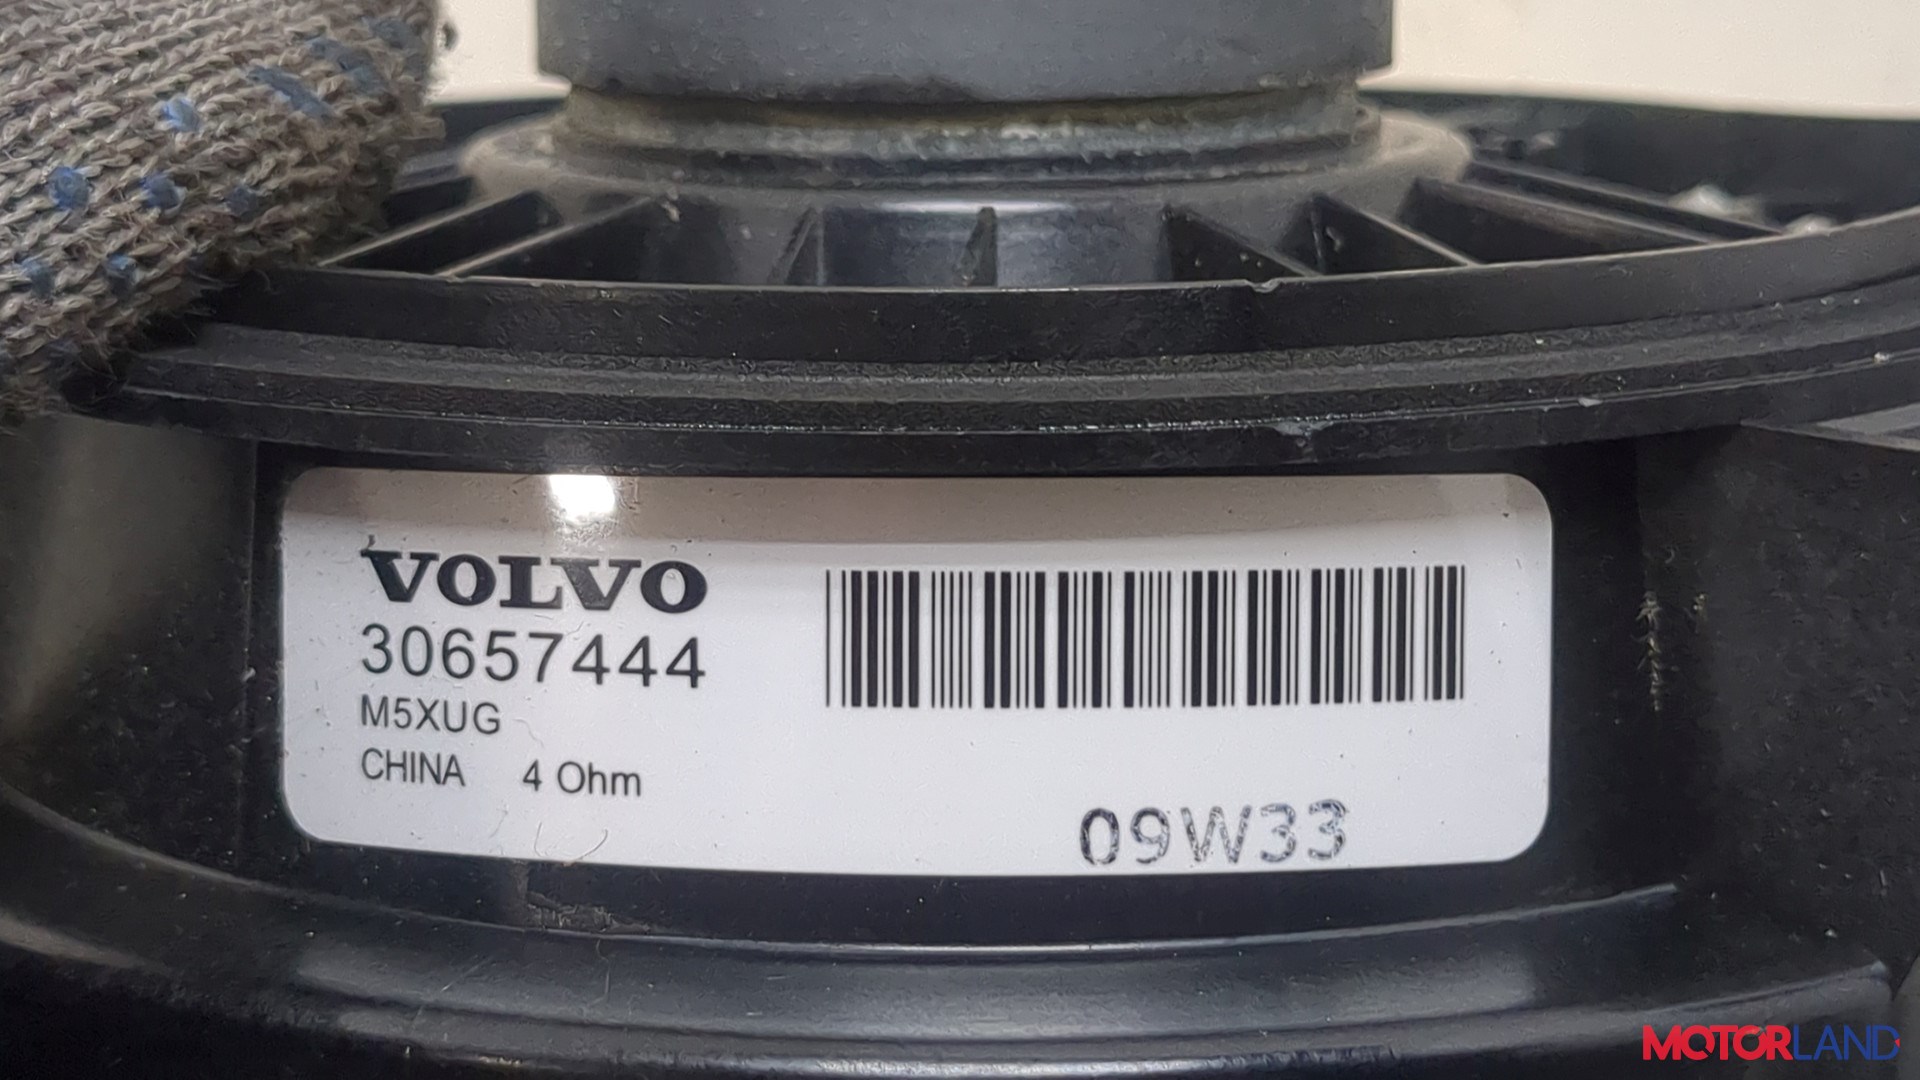 VOLVO
30657444
M5XUG
CHINA 4 Ohm
09W33
MOTORLAND